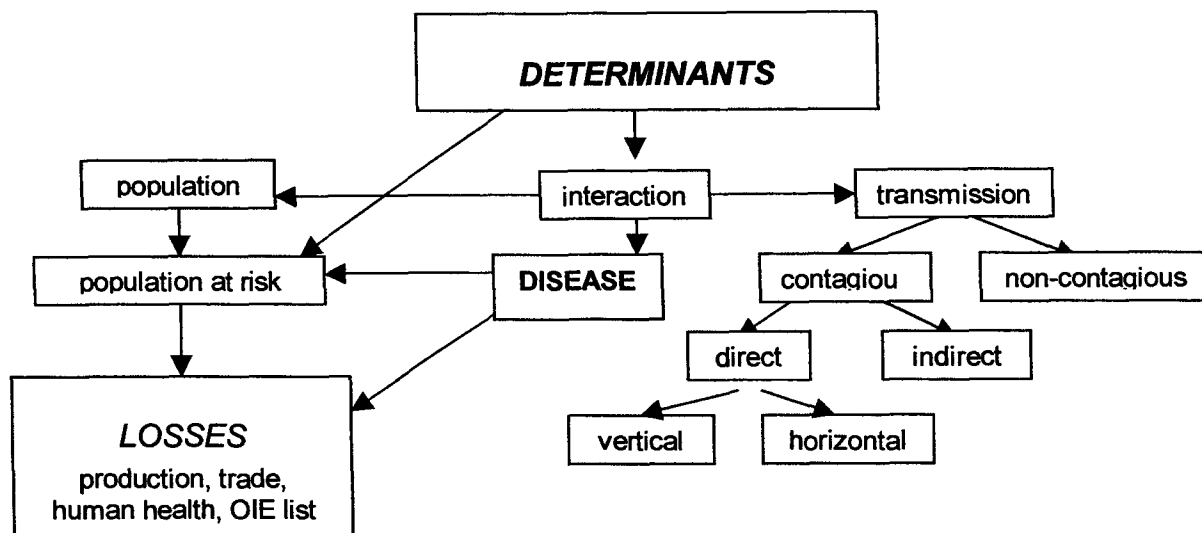 DETERMINANTS
population
interaction
transmission
population at risk
DISEASE
contagiou
non-contagious
direct
indirect
LOSSES
production, trade,
human health, OIE list
vertical
horizontal